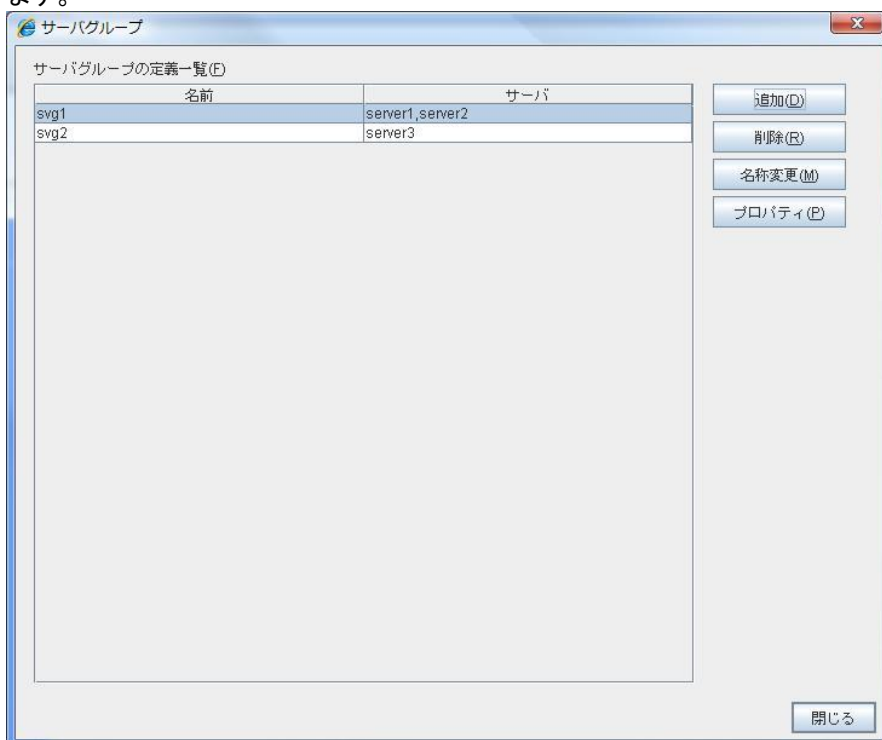 ます。
サーバグループ
サーバグループの定義一覧(F)
名前 サーバ
svg1 server1,server2
svg2 server3
追加(D)
削除(R)
名称変更(M)
プロパティ(P)
閉じる